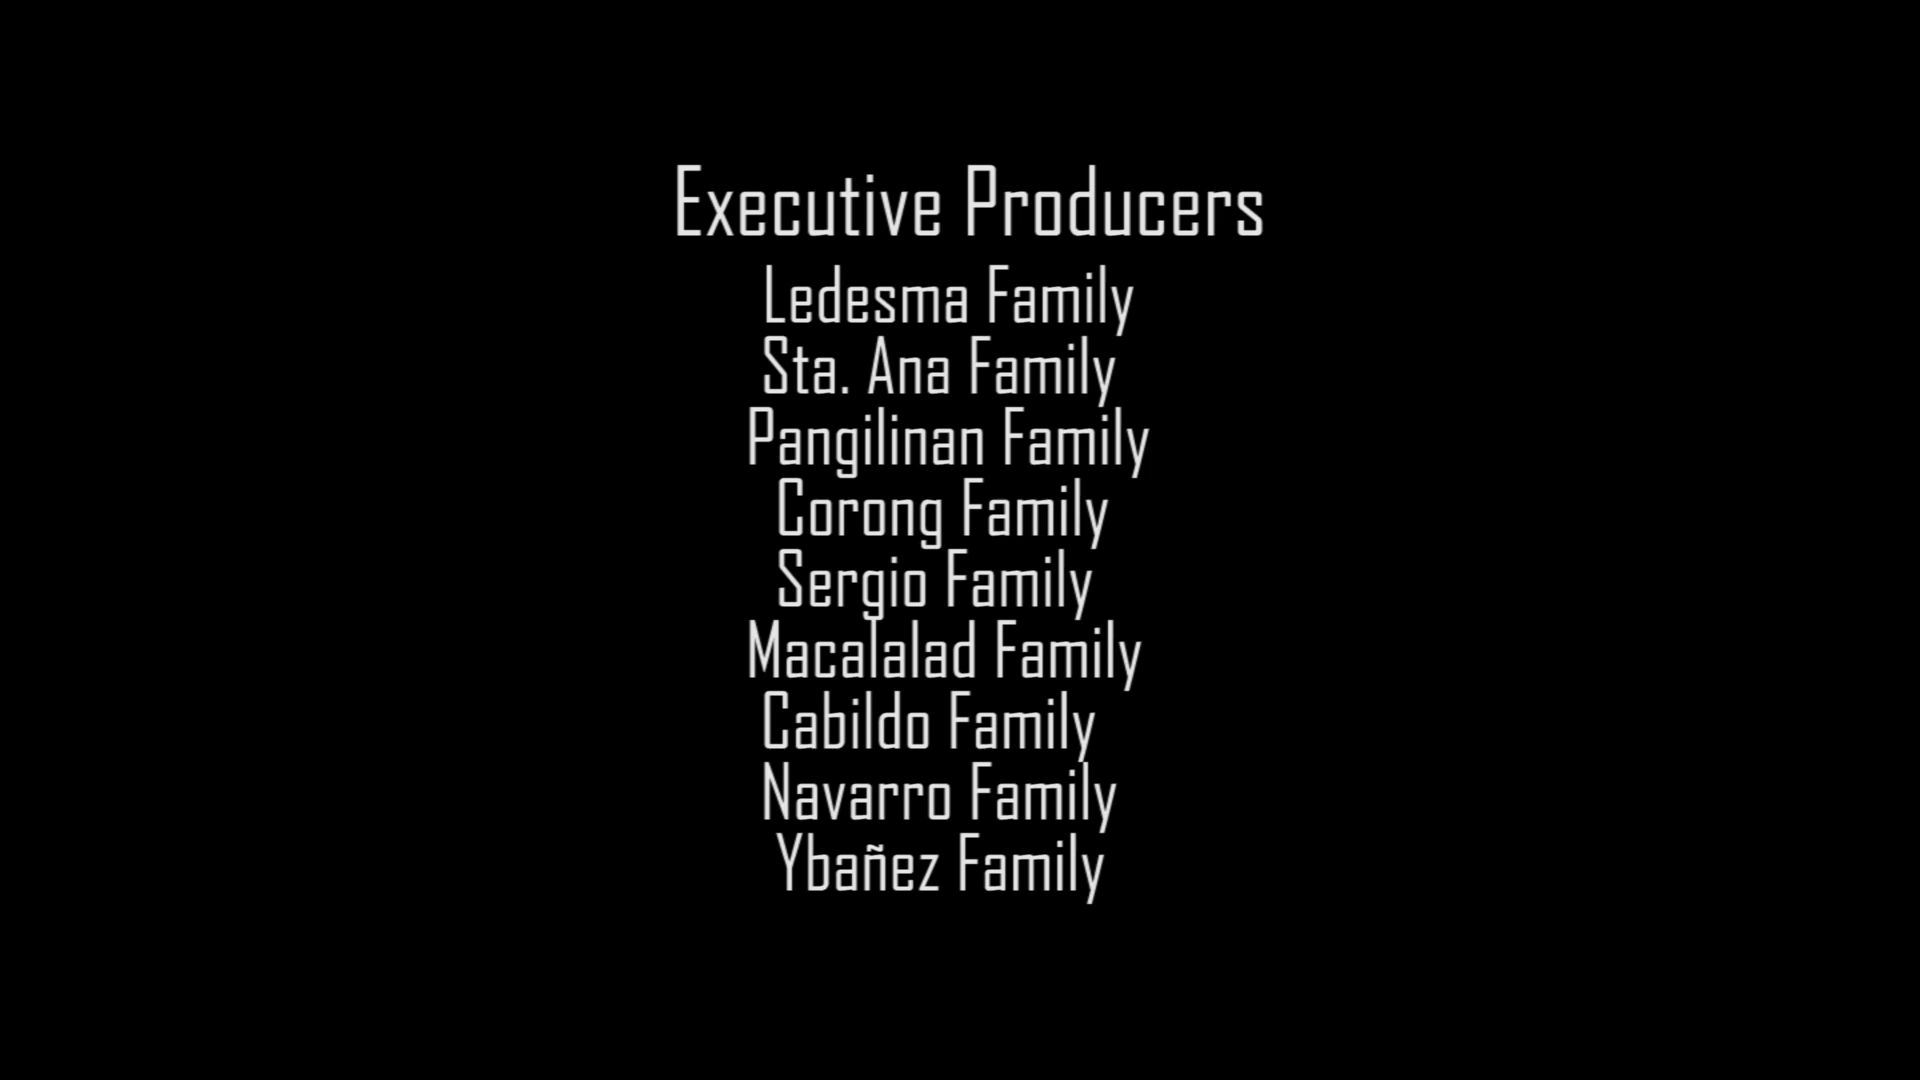 Executive Producers
Ledesma Family
Sta. Ana Family
Pangilinan Family
Corong Family
Sergio Family
Macalalad Family
Cabildo Family
Navarro Family
Ybañez Family